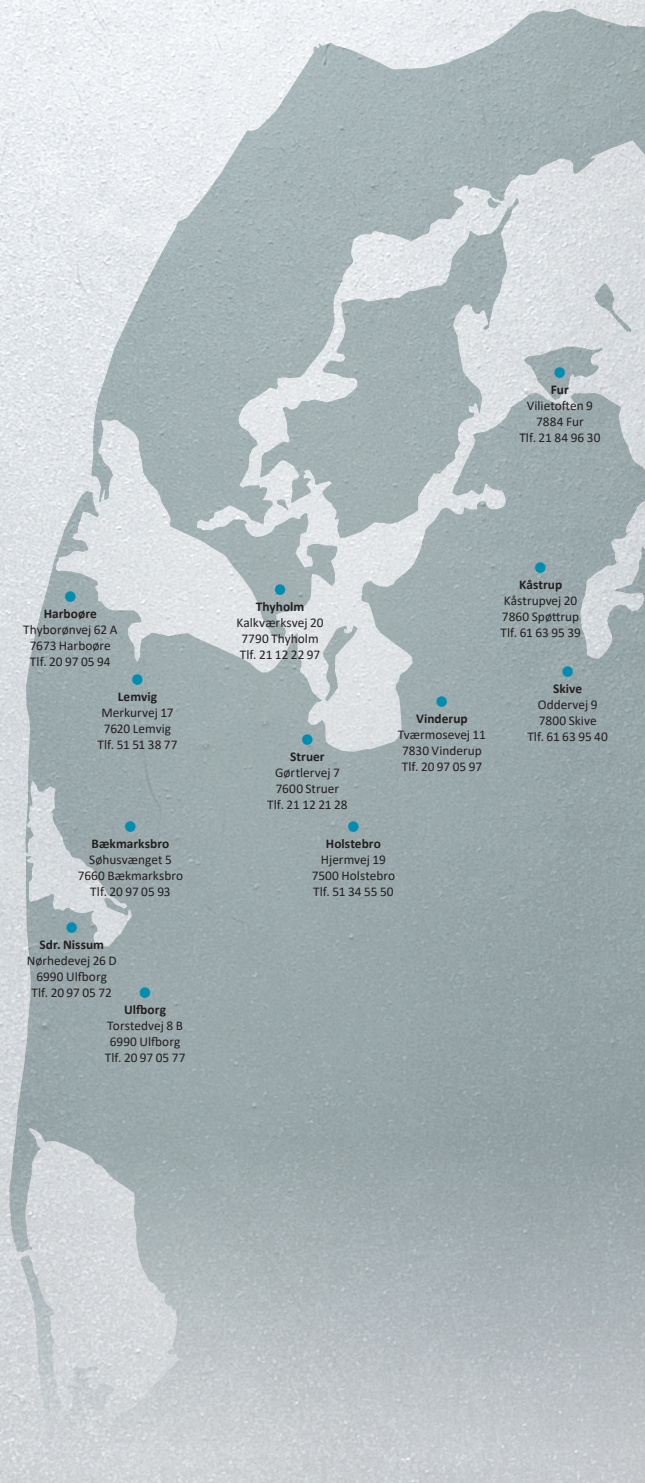 Fur
Vilietoften 9
7884 Fur
Tlf. 21 84 96 30
Kåstrup
Kåstrupvej 20
7860 Spøttrup
Tlf. 61 63 95 39
Harboøre
Thyborønvej 62 A
7673 Harboøre
Tlf. 20 97 05 94
Thyholm
Kalkværksvej 20
7790 Thyholm
Tlf. 21 12 22 97
Lemvig
Merkurvej 17
7620 Lemvig
Tlf. 51 51 38 77
Skive
Oddervej 9
7800 Skive
Tlf. 61 63 95 40
Vinderup
Tværmosevej 11
7830 Vinderup
Tlf. 20 97 05 97
Struer
Gørtlervej 7
7600 Struer
Tlf. 21 12 21 28
Bækmarksbro
Søhusvænget 5
7660 Bækmarksbro
Tlf. 20 97 05 93
Holstebro
Hjermvej 19
7500 Holstebro
Tlf. 51 34 55 50
Sdr. Nissum
Nørhedevej 26 D
6990 Ulfborg
Tlf. 20 97 05 72
Ulfborg
Torstedvej 8 B
6990 Ulfborg
Tlf. 20 97 05 77